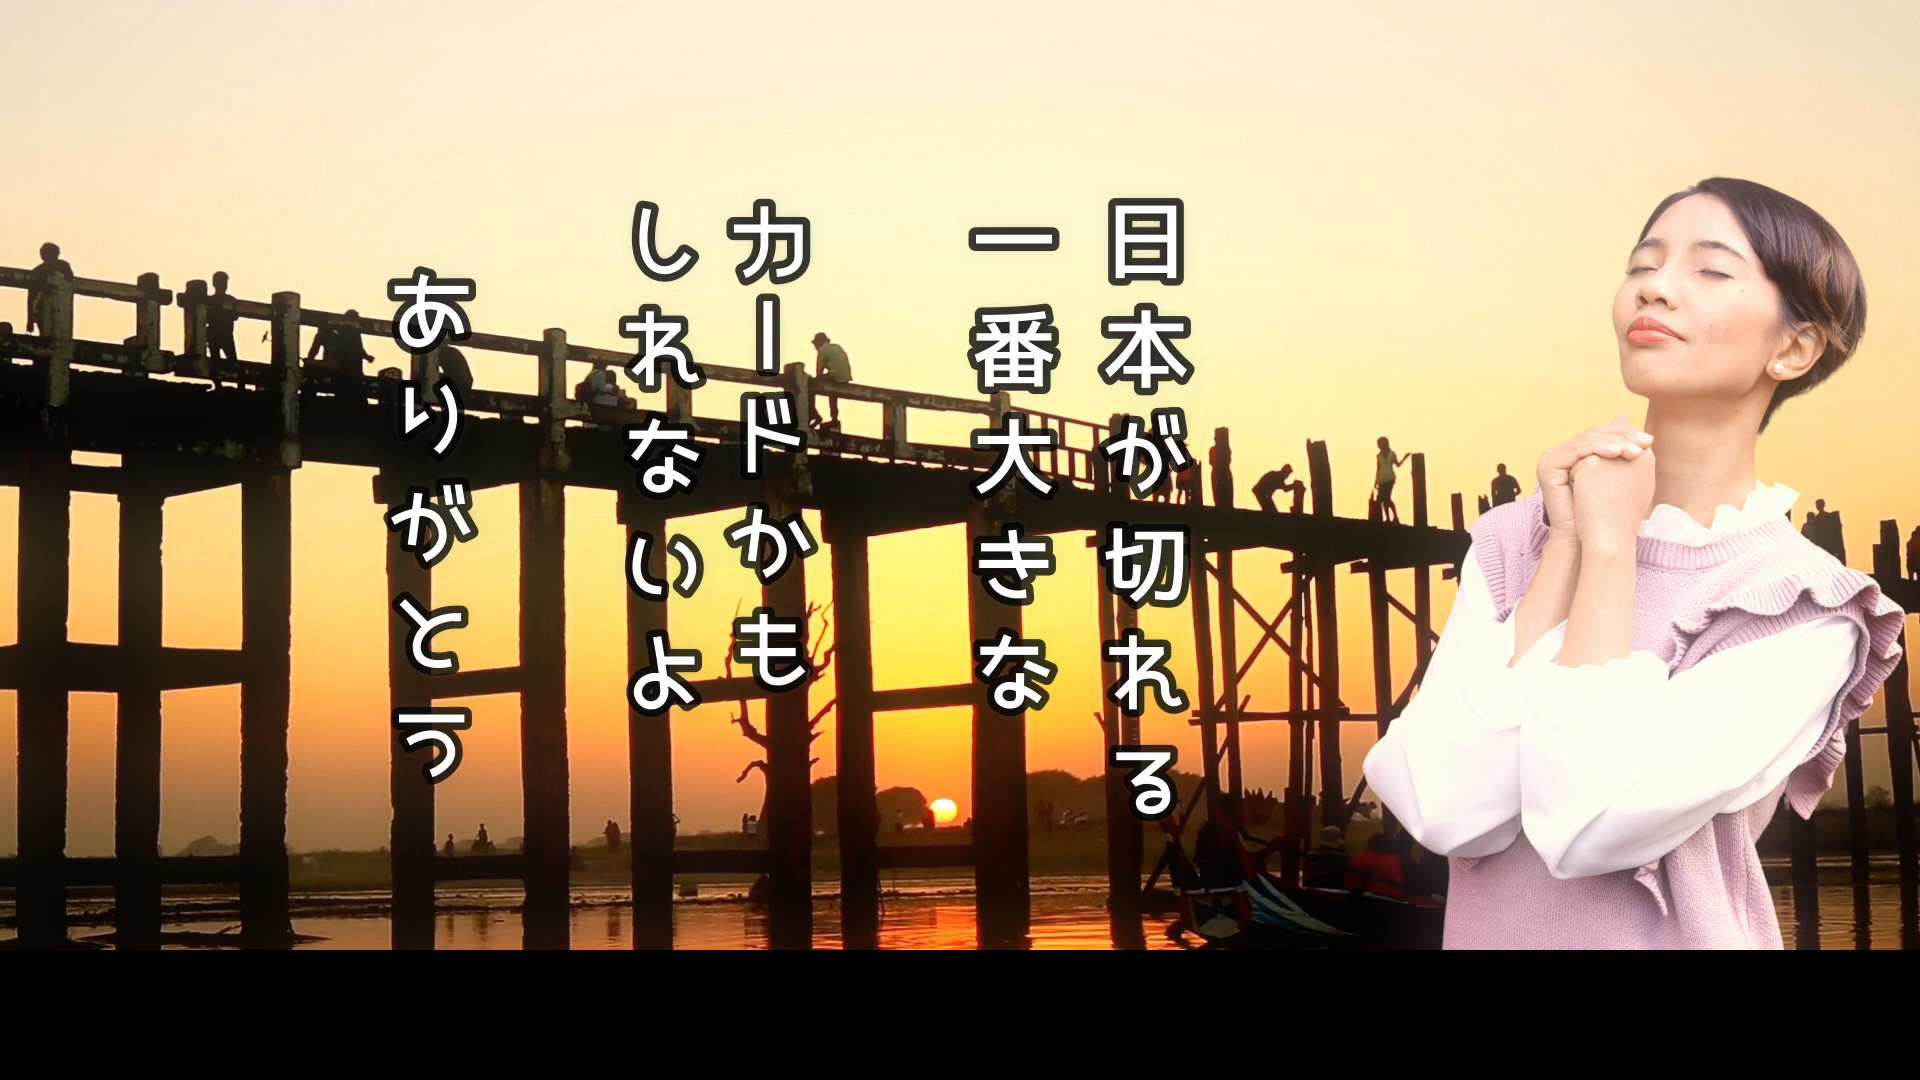 日本が切れる
一番大きな
カードかも
しれないよ
ありがとう